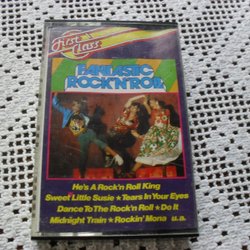 First Class
FANTASTIC
ROCK'N'ROLL
He's A Rock'n Roll King
Sweet Little Susie ★ Tears In Your Eyes
Dance To The Rock'n Roll ★ Do It
Midnight Train ★ Rockin' Mona u.a.